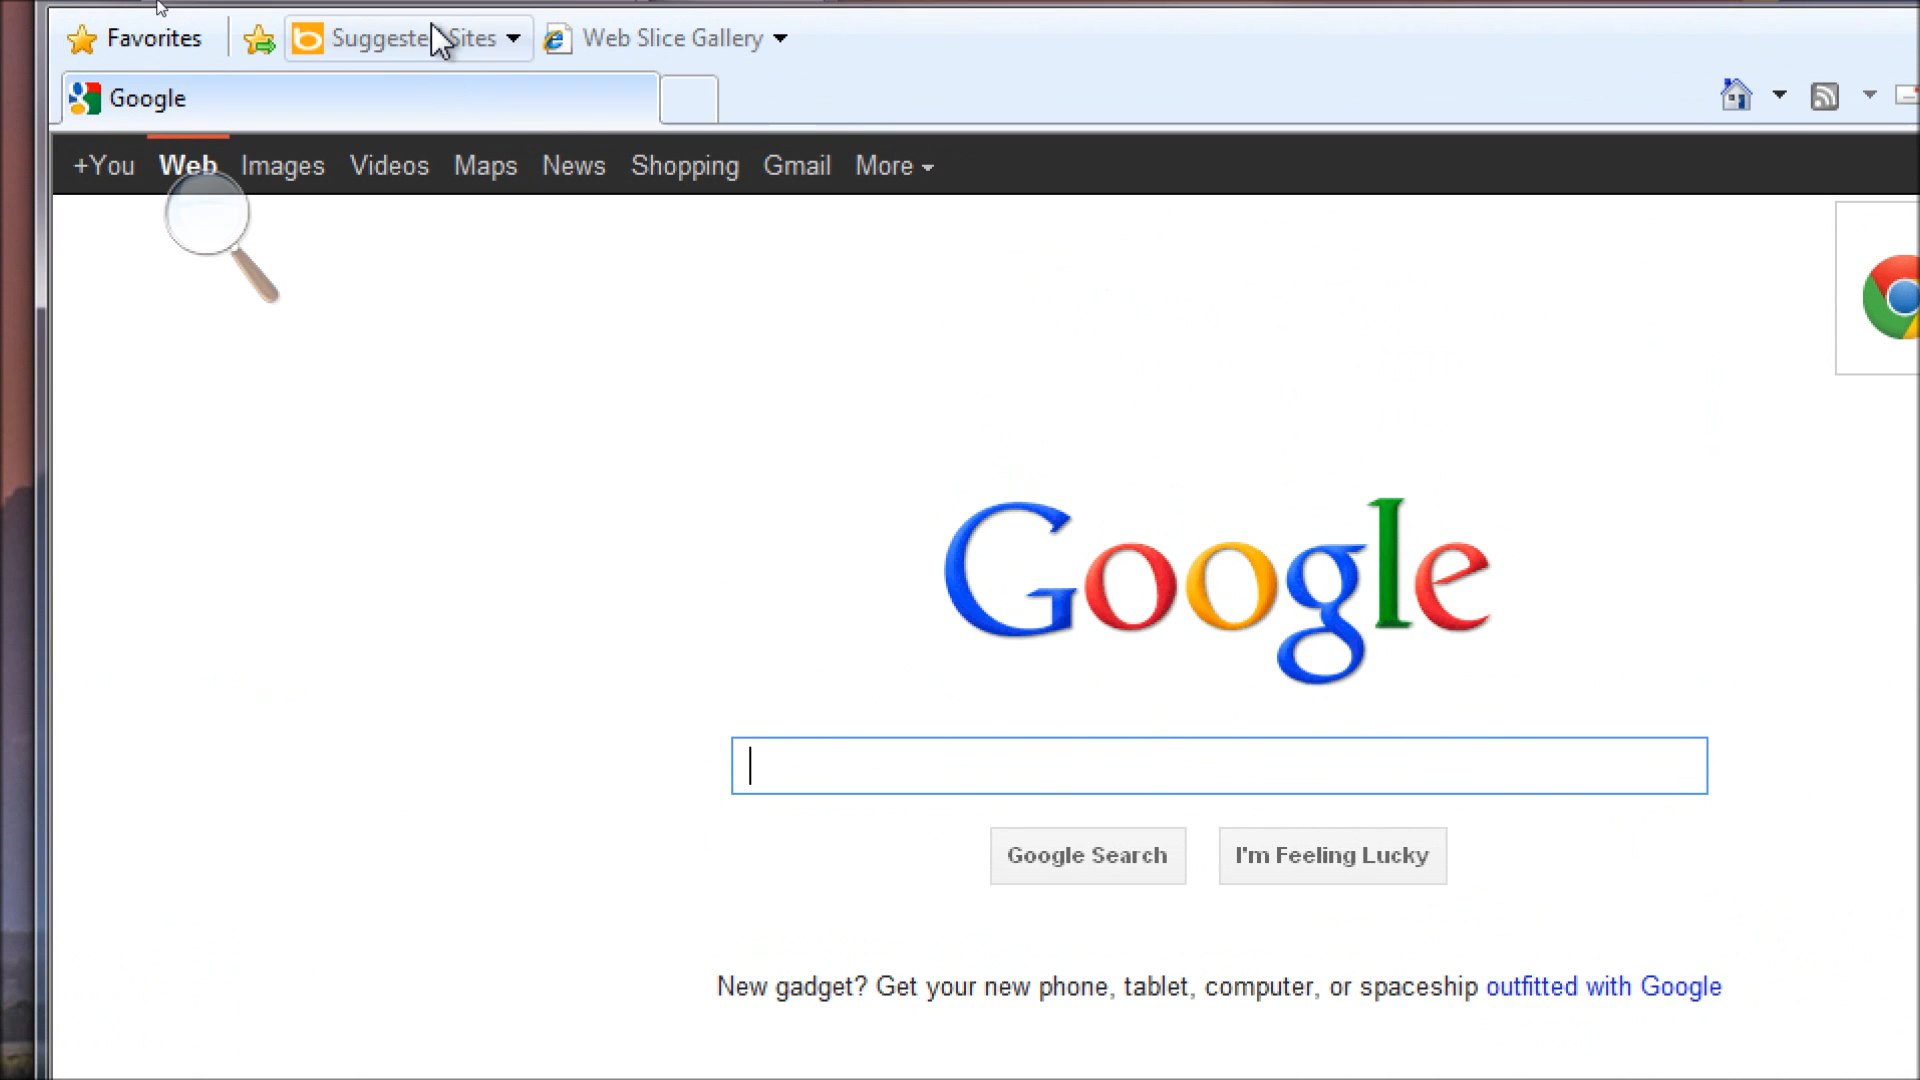 Favorites Suggested Sites Web Slice Gallery
Google
+You Web Images Videos Maps News Shopping Gmail More
Google
Google Search I'm Feeling Lucky
New gadget? Get your new phone, tablet, computer, or spaceship outfitted with Google